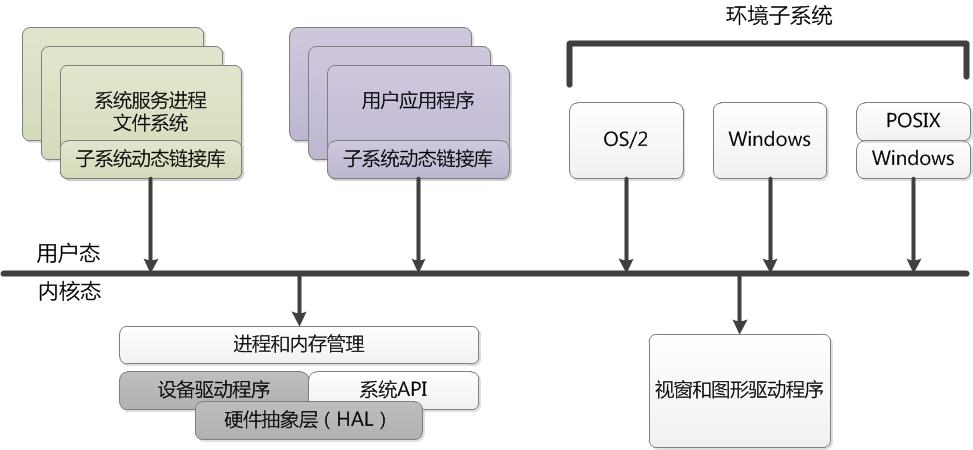 环境子系统
系统服务进程
文件系统
子系统动态链接库
用户应用程序
子系统动态链接库
OS/2
Windows
POSIX
Windows
用户态
内核态
进程和内存管理
设备驱动程序
系统API
硬件抽象层（HAL）
视窗和图形驱动程序